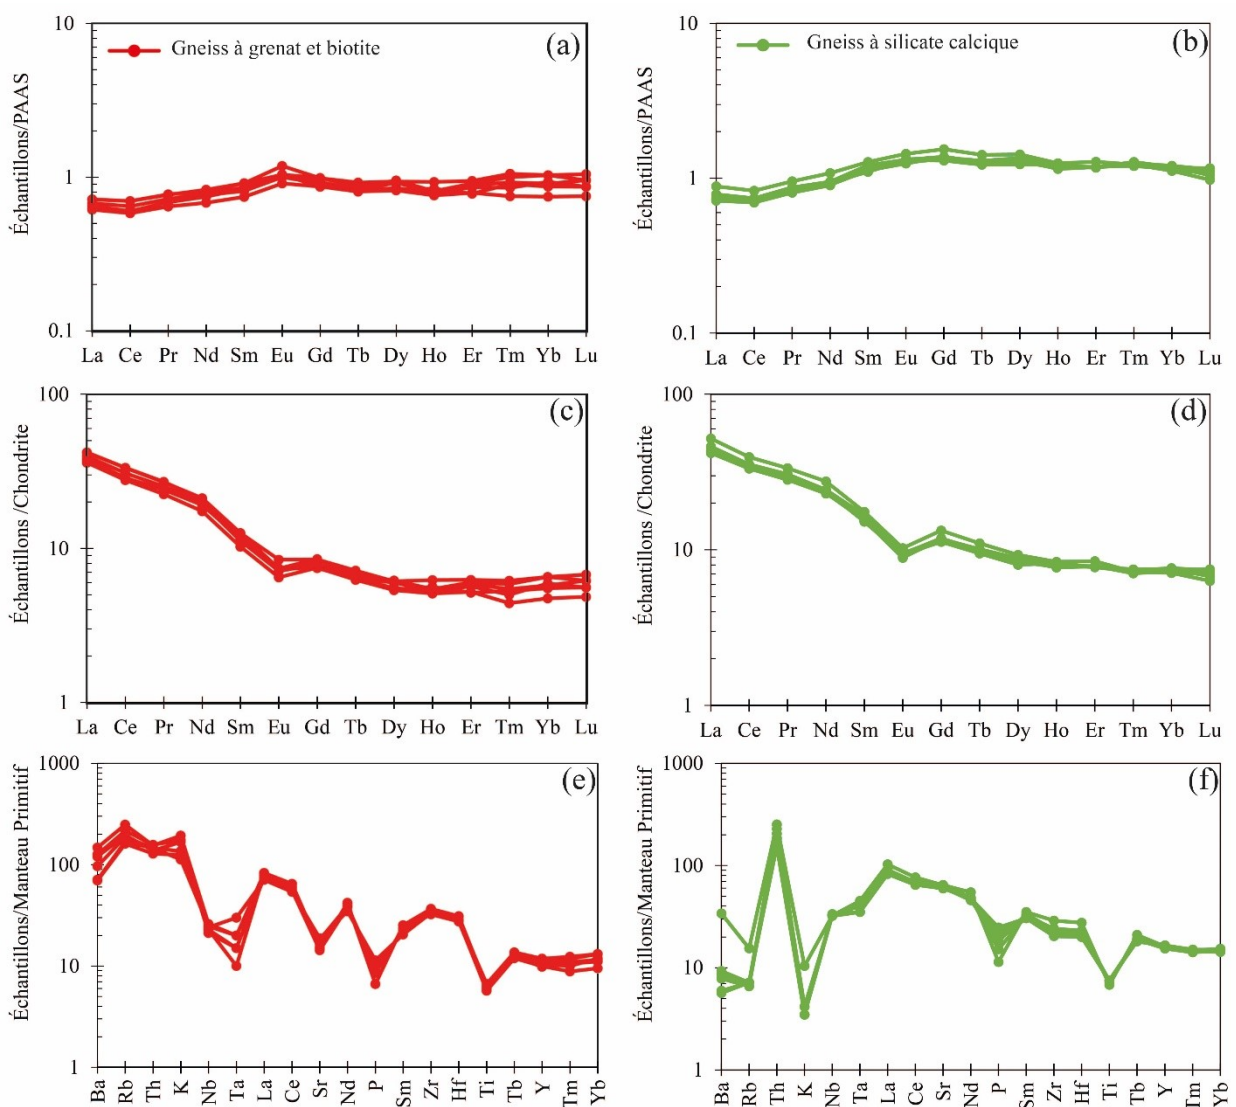 10
Gneiss à grenat et biotite
(a)
Échantillons/PAAS
1
0.1
La Ce Pr Nd Sm Eu Gd Tb Dy Ho Er Tm Yb Lu
10
Gneiss à silicate calcique
(b)
Échantillons/PAAS
1
0.1
La Ce Pr Nd Sm Eu Gd Tb Dy Ho Er Tm Yb Lu
100
(c)
Échantillons /Chondrite
10
1
La Ce Pr Nd Sm Eu Gd Tb Dy Ho Er Tm Yb Lu
100
(d)
Échantillons /Chondrite
10
1
La Ce Pr Nd Sm Eu Gd Tb Dy Ho Er Tm Yb Lu
1000
(e)
Échantillons/Manteau Primitif
100
10
1
Ba Rb Th K Nb Ta La Ce Sr Nd P Sm Zr Hf Ti Tb Y Tm Yb
1000
(f)
Échantillons/Manteau Primitif
100
10
1
Ba Rb Th K Nb Ta La Ce Sr Nd P Sm Zr Hf Ti Tb Y Tm Yb